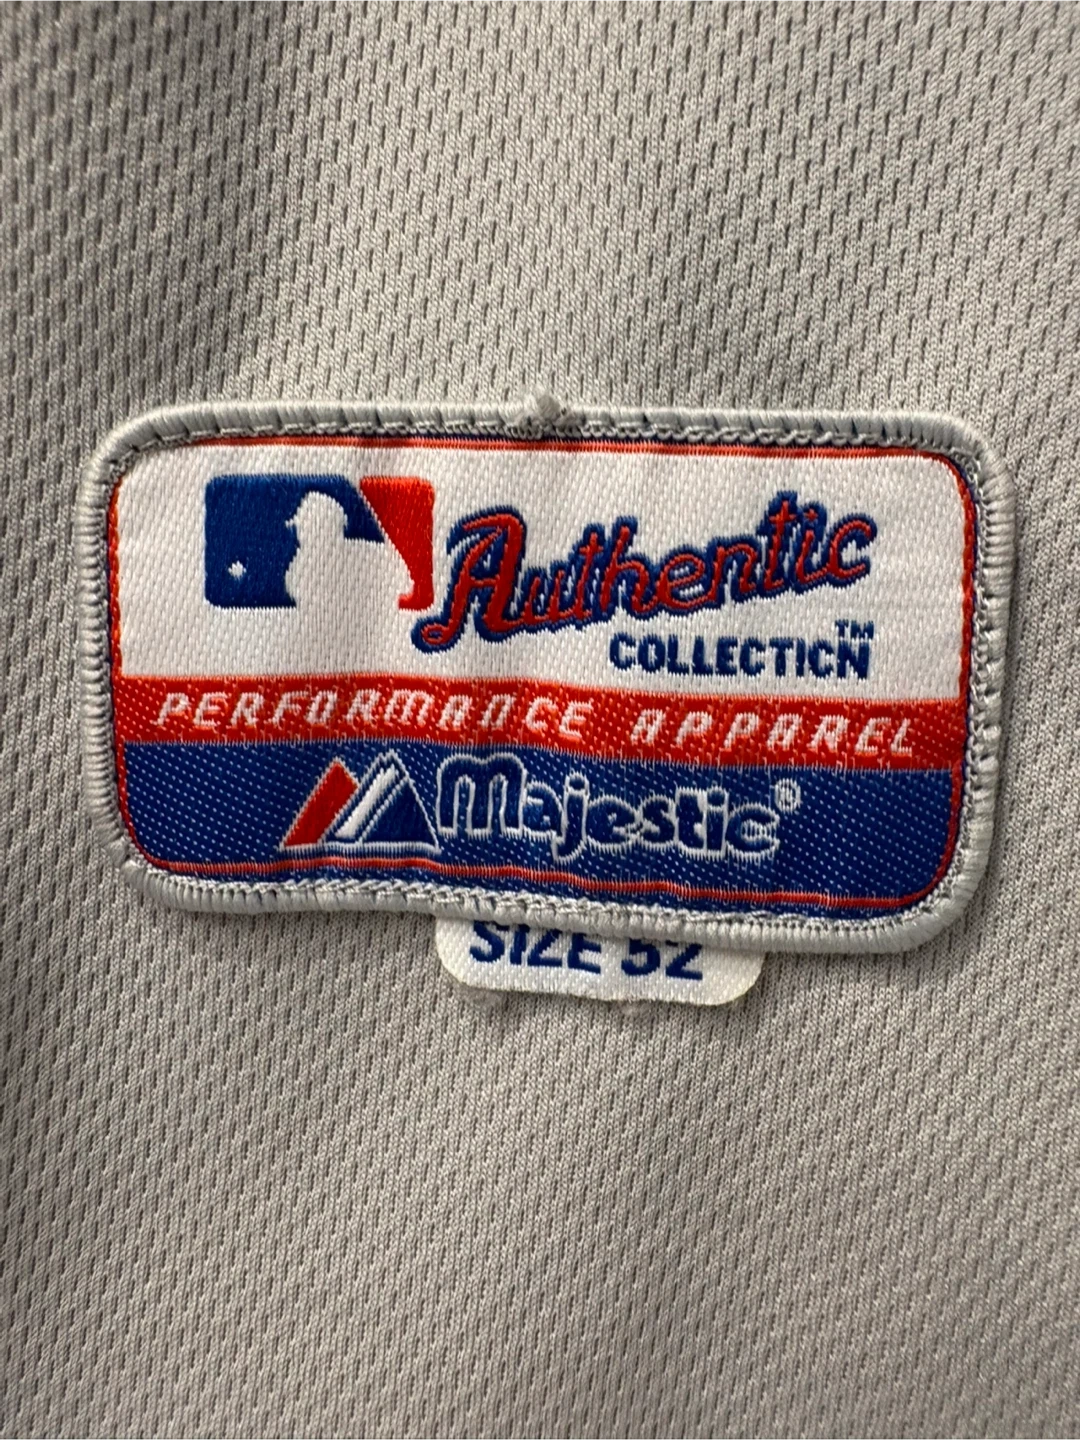 Authentic
COLLECTION™
PERFORMANCE APPAREL
Majestic®
SIZE 52